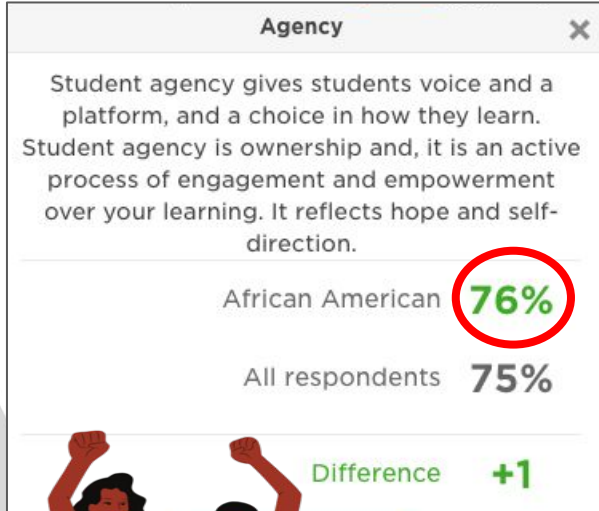 Agency ×
Student agency gives students voice and a
platform, and a choice in how they learn.
Student agency is ownership and, it is an active
process of engagement and empowerment
over your learning. It reflects hope and self-
direction.
African American 76%
All respondents 75%
Difference +1